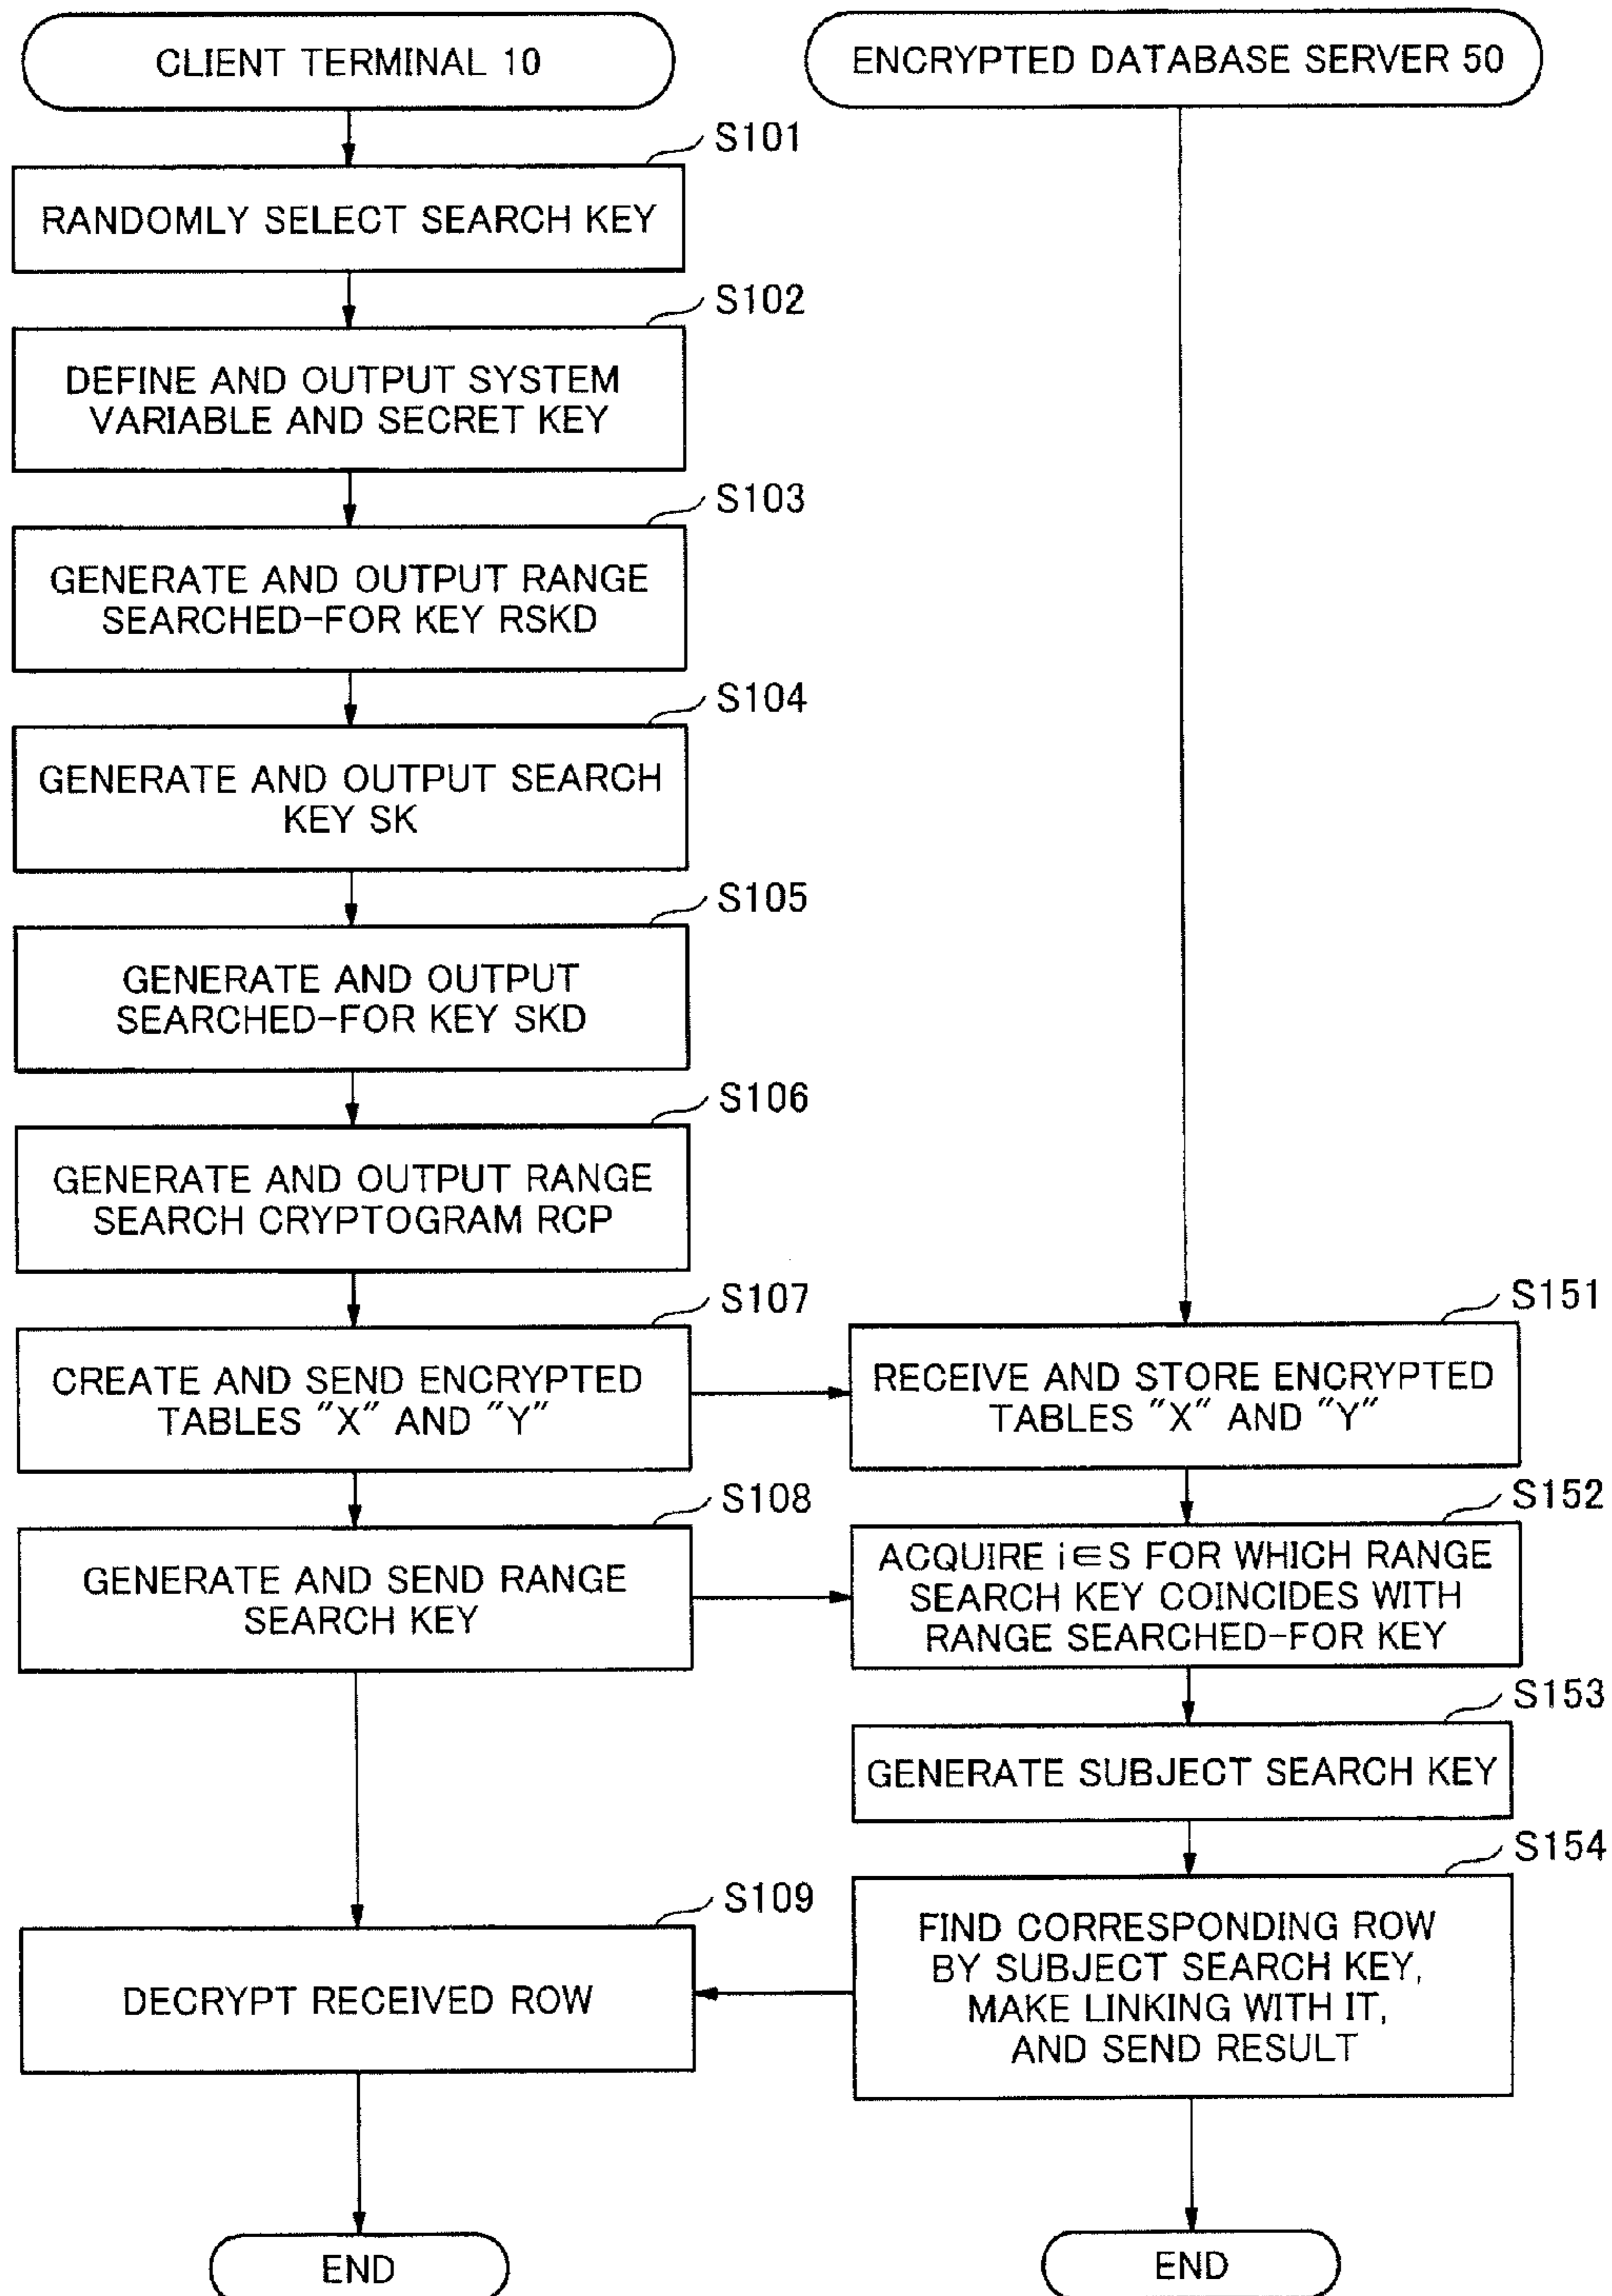 CLIENT TERMINAL 10
ENCRYPTED DATABASE SERVER 50
S101
RANDOMLY SELECT SEARCH KEY
S102
DEFINE AND OUTPUT SYSTEM
VARIABLE AND SECRET KEY
S103
GENERATE AND OUTPUT RANGE
SEARCHED-FOR KEY RSKD
S104
GENERATE AND OUTPUT SEARCH
KEY SK
S105
GENERATE AND OUTPUT
SEARCHED-FOR KEY SKD
S106
GENERATE AND OUTPUT RANGE
SEARCH CRYPTOGRAM RCP
S107
CREATE AND SEND ENCRYPTED
TABLES "X" AND "Y"
S151
RECEIVE AND STORE ENCRYPTED
TABLES "X" AND "Y"
S108
GENERATE AND SEND RANGE
SEARCH KEY
S152
ACQUIRE i∈S FOR WHICH RANGE
SEARCH KEY COINCIDES WITH
RANGE SEARCHED-FOR KEY
S153
GENERATE SUBJECT SEARCH KEY
S154
FIND CORRESPONDING ROW
BY SUBJECT SEARCH KEY,
MAKE LINKING WITH IT,
AND SEND RESULT
S109
DECRYPT RECEIVED ROW
END
END